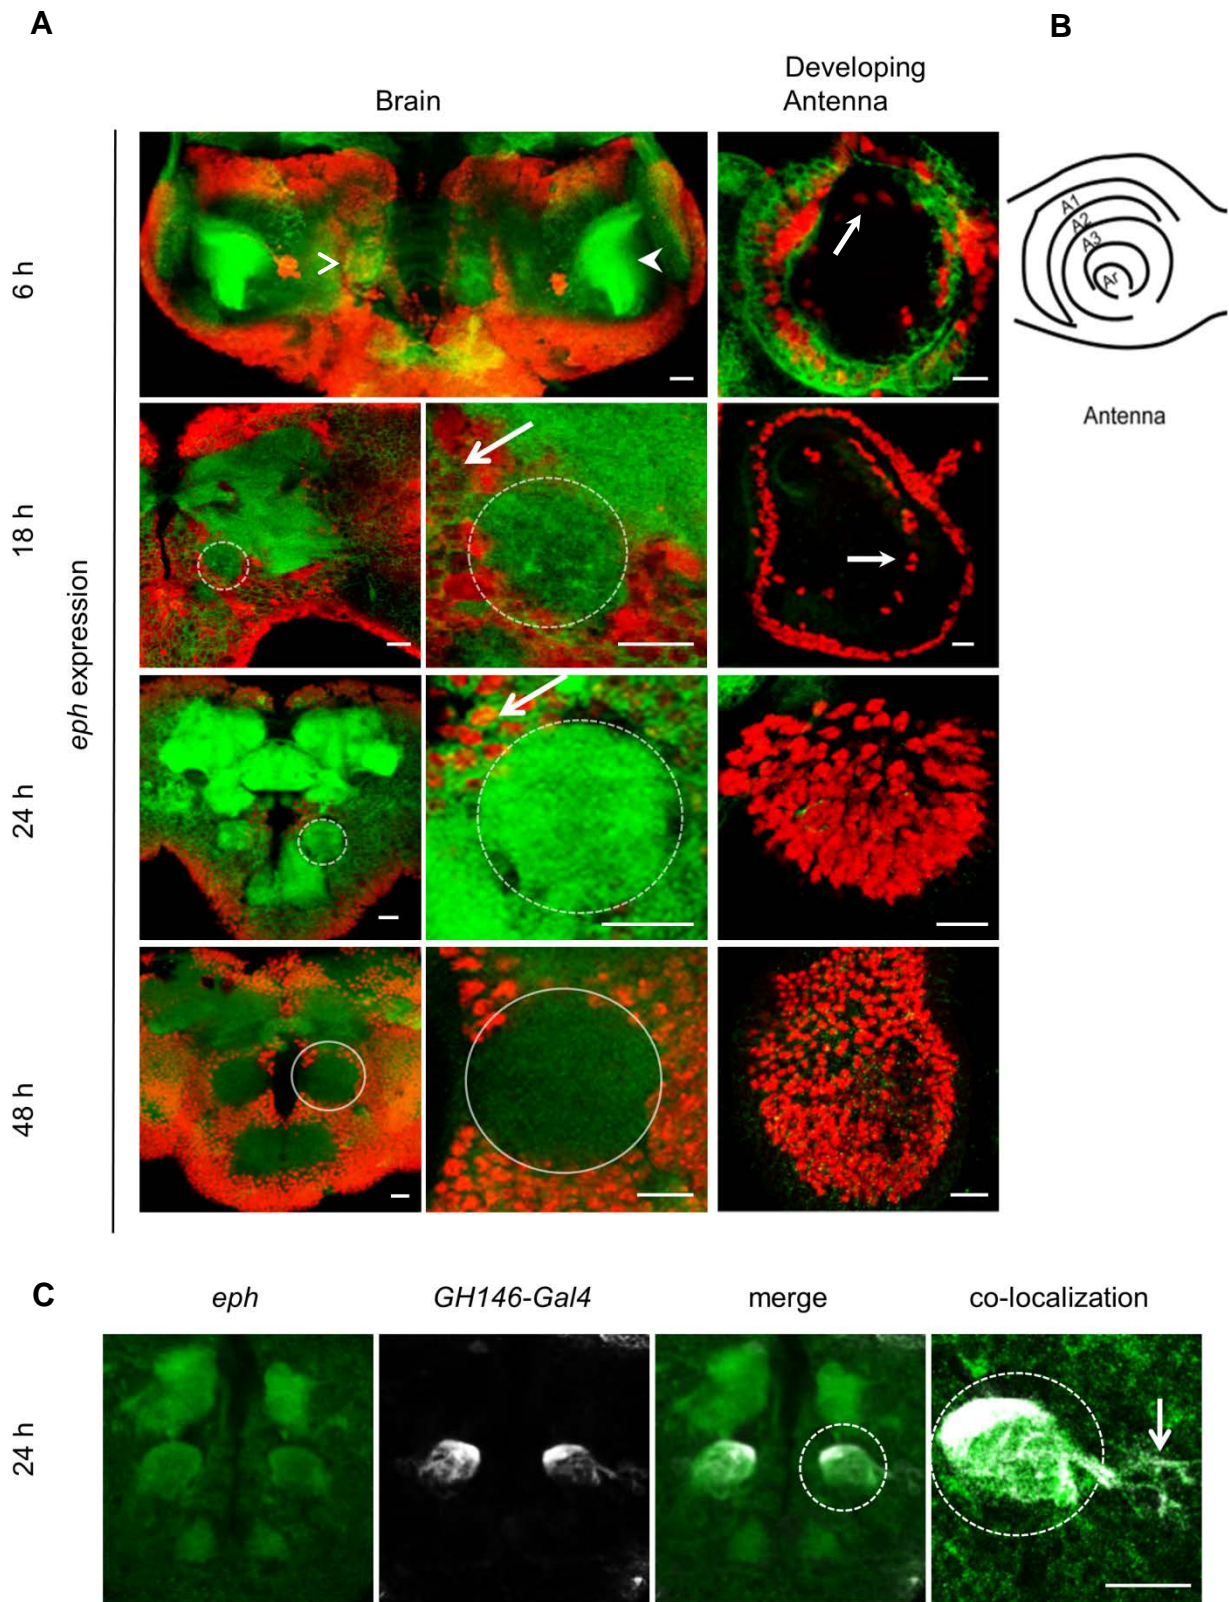 A
B
Brain
Developing
Antenna
eph expression
6 h
18 h
24 h
48 h
A1
A2
A3
Ar
Antenna
C
eph
GH146-Gal4
merge
co-localization
24 h